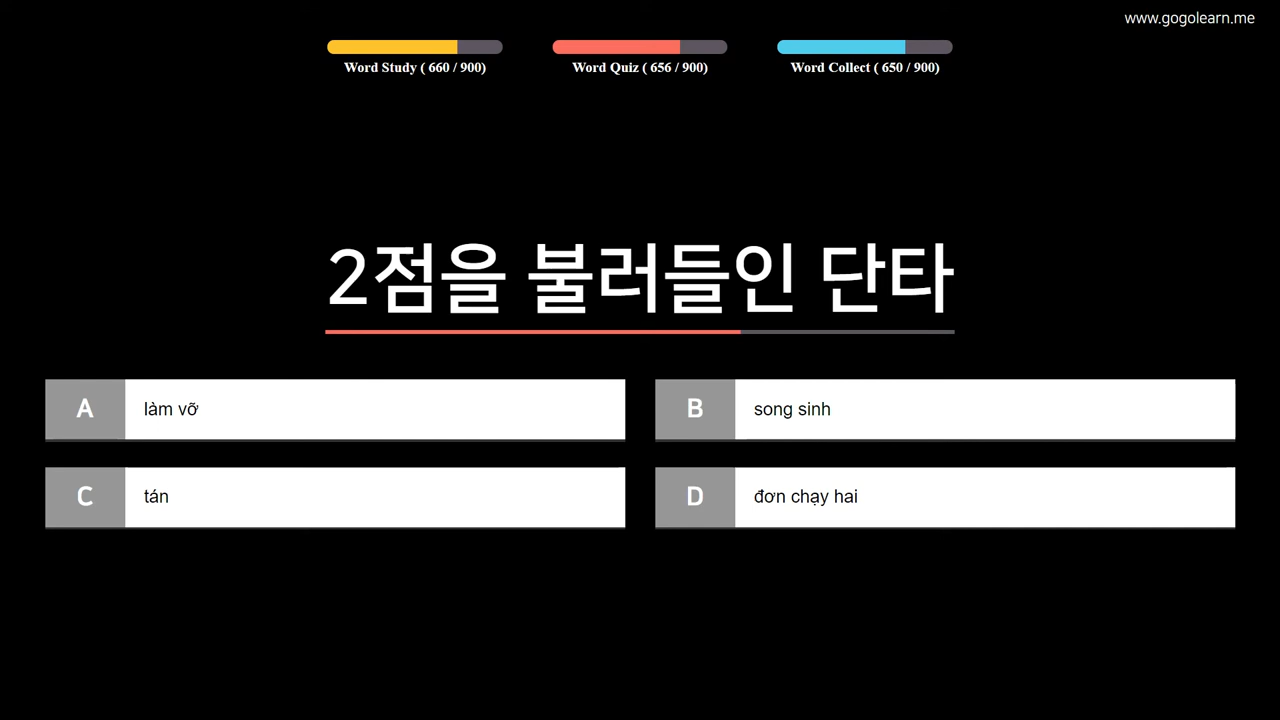 www.gogolearn.me
Word Study ( 660 / 900) Word Quiz ( 656 / 900) Word Collect ( 650 / 900)
2점을 불러들인 단타
A làm vỡ
B song sinh
C tán
D đơn chạy hai